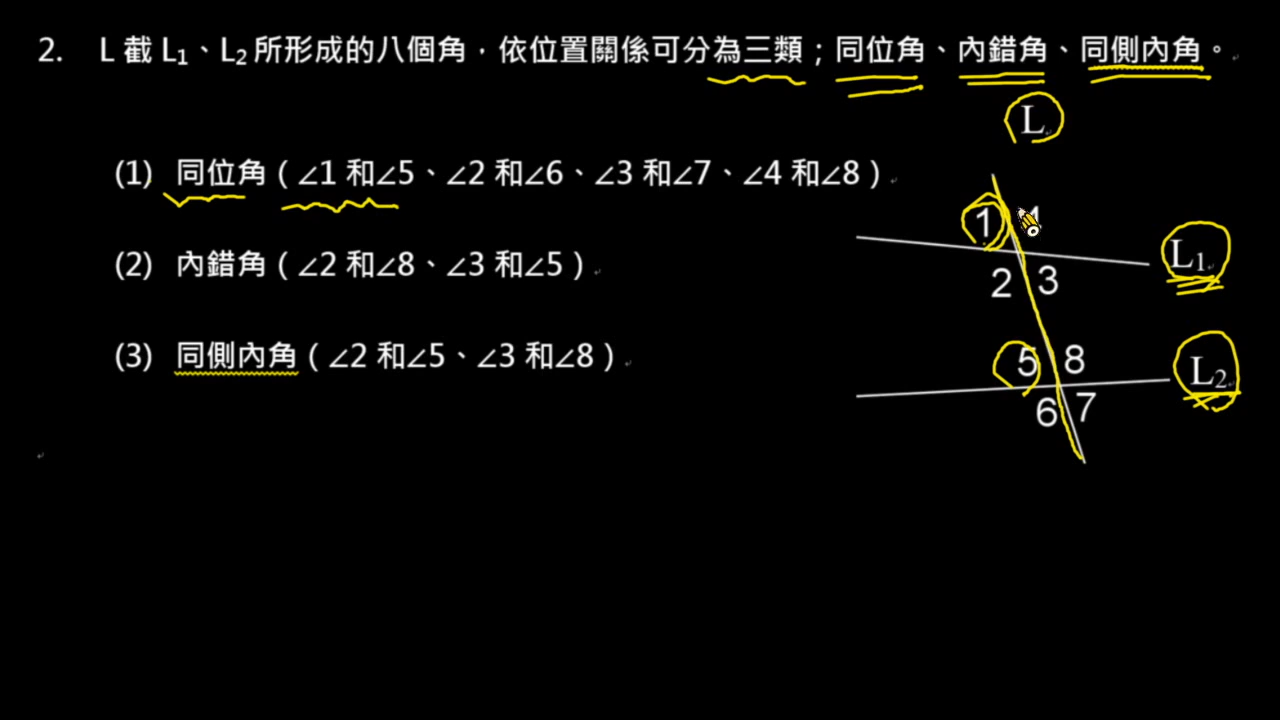 2. L 截 L1、L2 所形成的八個角，依位置關係可分為三類；同位角、內錯角、同側內角。
L
(1) 同位角（∠1 和∠5、∠2 和∠6、∠3 和∠7、∠4 和∠8）
1
L1
(2) 內錯角（∠2 和∠8、∠3 和∠5）
2 3
(3) 同側內角（∠2 和∠5、∠3 和∠8）
5 8
L2
6 7